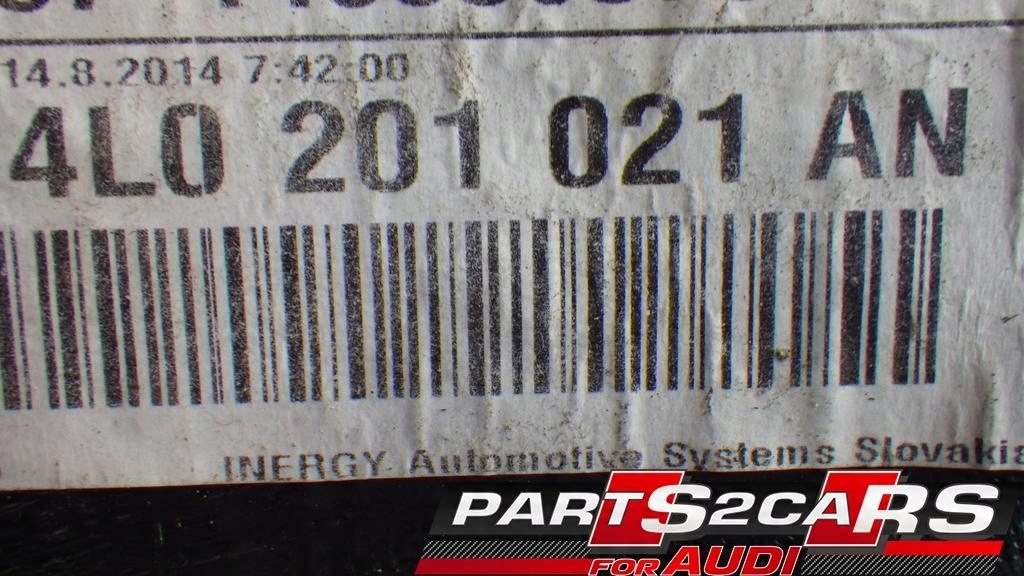 14.8.2014 7:42:00
4L0 201 021 AN
INERGY Automotive Systems Slovakia
PARTS2CARS
FOR AUDI